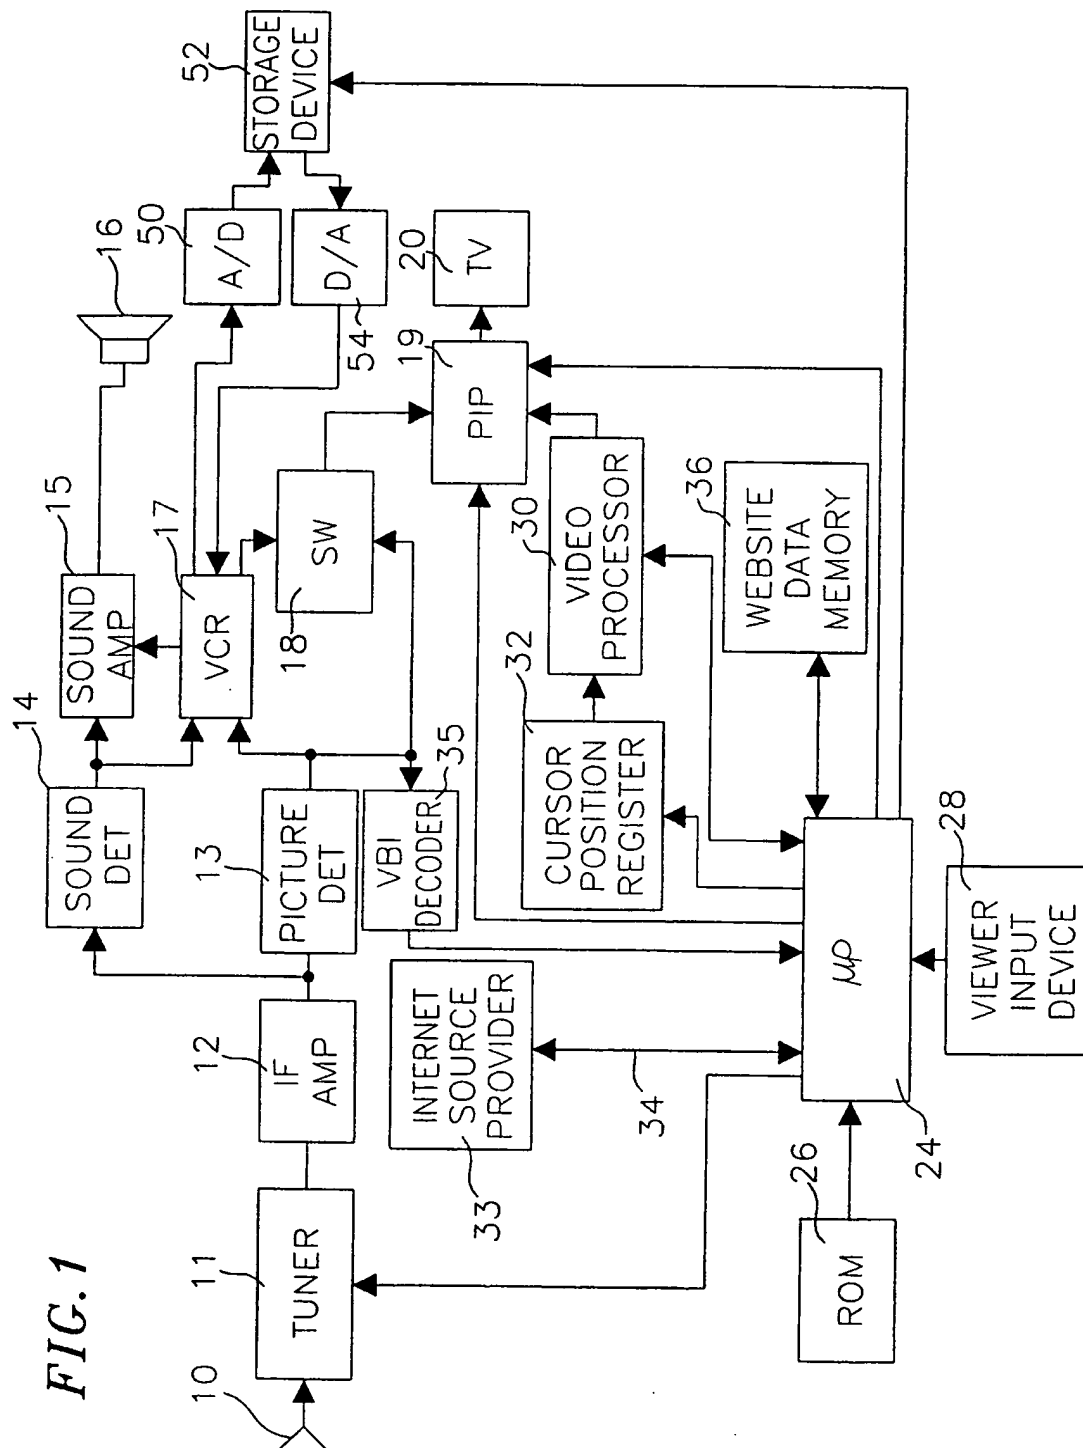 FIG. 1
10
11
TUNER
12
IF
AMP
13
PICTURE
DET
14
SOUND
DET
15
SOUND
AMP
16
17
VCR
18
SW
50
A/D
52
STORAGE
DEVICE
D/A
54
19
PIP
20
TV
35
VBI
DECODER
INTERNET
SOURCE
PROVIDER
33
34
32
CURSOR
POSITION
REGISTER
30
VIDEO
PROCESSOR
36
WEBSITE
DATA
MEMORY
26
ROM
μP
24
28
VIEWER
INPUT
DEVICE